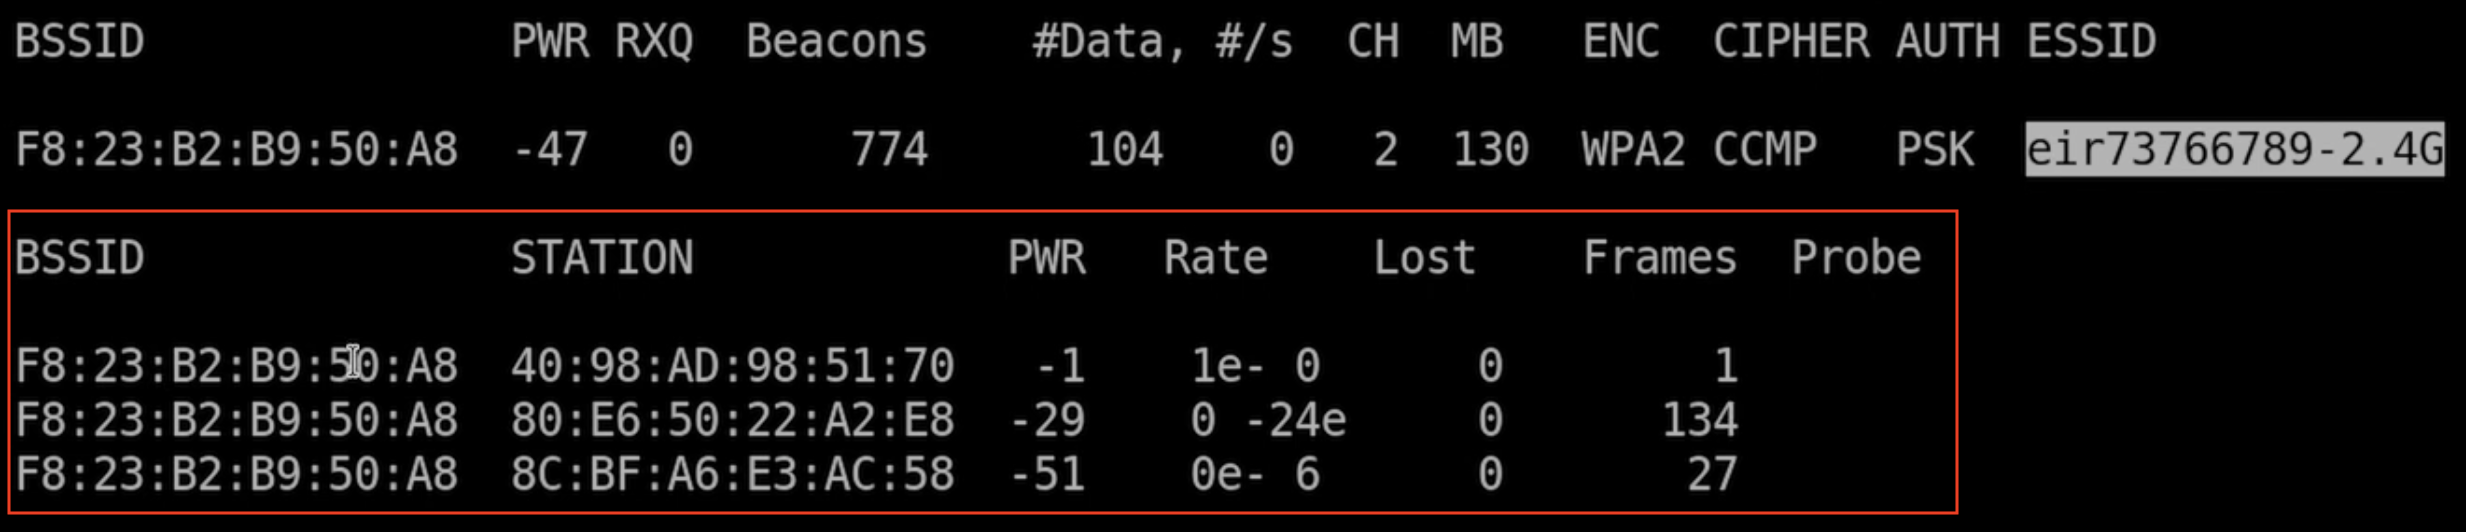 BSSID PWR RXQ Beacons #Data, #/s CH MB ENC CIPHER AUTH ESSID
F8:23:B2:B9:50:A8 -47 0 774 104 0 2 130 WPA2 CCMP PSK eir73766789-2.4G
BSSID STATION PWR Rate Lost Frames Probe
F8:23:B2:B9:50:A8 40:98:AD:98:51:70 -1 1e- 0 0 1
F8:23:B2:B9:50:A8 80:E6:50:22:A2:E8 -29 0 -24e 0 134
F8:23:B2:B9:50:A8 8C:BF:A6:E3:AC:58 -51 0e- 6 0 27